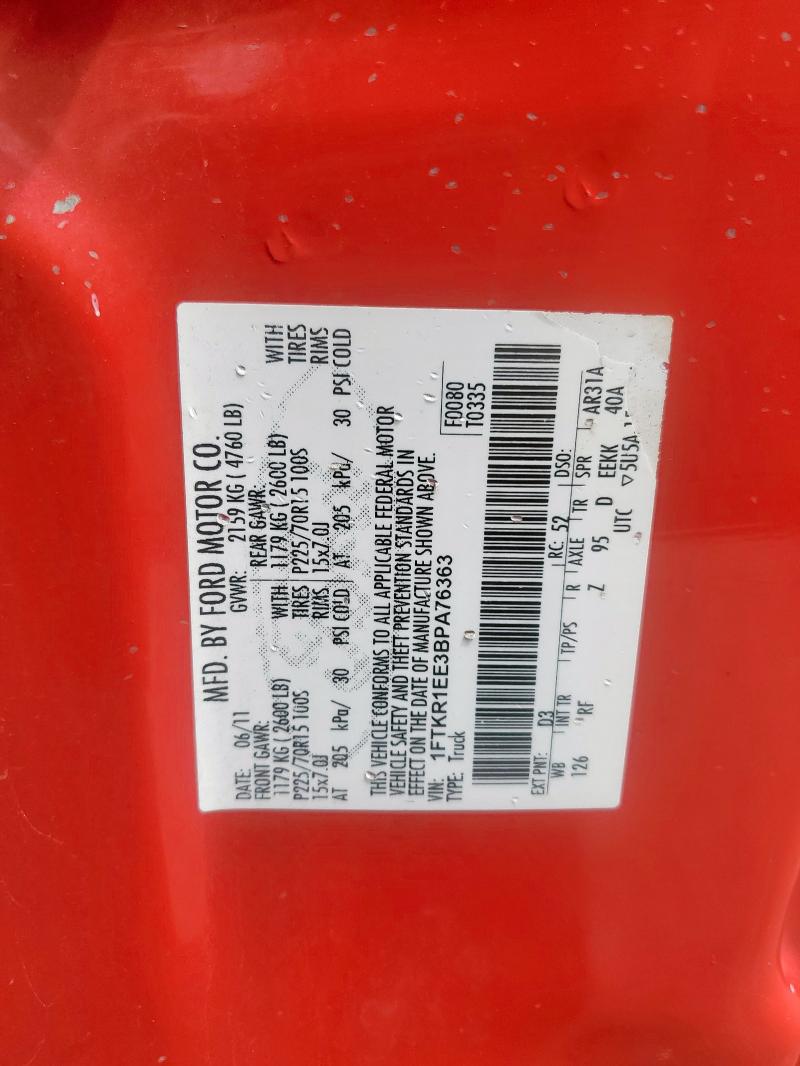 MFD. BY FORD MOTOR CO.
DATE: 06/11 GVWR: 2159 KG ( 4760 LB)
FRONT GAWR: REAR GAWR:
1179 KG ( 2600 LB) WITH 1179 KG ( 2600 LB) WITH
P225/70R15 100S TIRES P225/70R15 100S TIRES
15x7.0J RIMS 15x7.0J RIMS
AT 205 kPa/ 30 PSI COLD AT 205 kPa/ 30 PSI COLD
THIS VEHICLE CONFORMS TO ALL APPLICABLE FEDERAL MOTOR
VEHICLE SAFETY AND THEFT PREVENTION STANDARDS IN
EFFECT ON THE DATE OF MANUFACTURE SHOWN ABOVE.
VIN: 1FTKR1EE3BPA76363 F0080
TYPE: Truck T0335
EXT PNT: D3 RC: 52 DSO:
WB INT TR TP/PS R AXLE TR SPR AR31A
126 RF Z 95 D EEKK 40A
UTC ▽5U5A